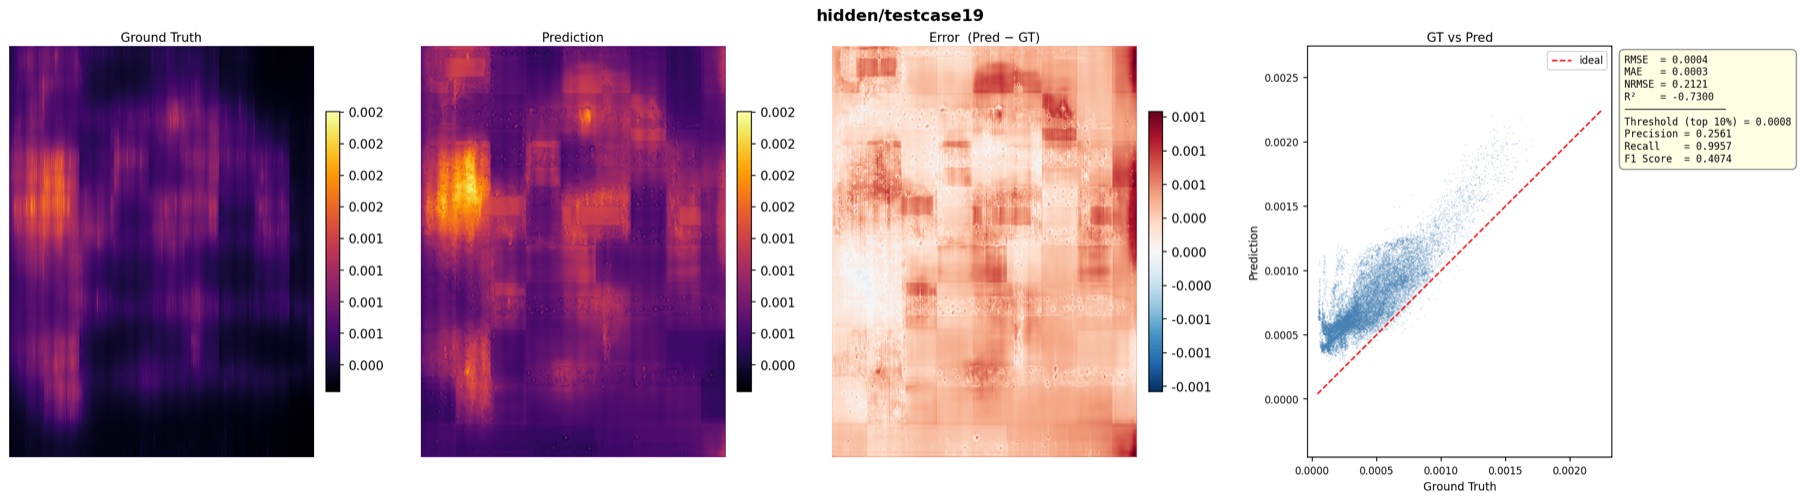 hidden/testcase19
Ground Truth
0.002
0.002
0.002
0.002
0.001
0.001
0.001
0.001
0.000
Prediction
0.002
0.002
0.002
0.002
0.001
0.001
0.001
0.001
0.000
Error (Pred − GT)
0.001
0.001
0.001
0.000
0.000
-0.000
-0.001
-0.001
-0.001
GT vs Pred
ideal
Prediction
0.0025
0.0020
0.0015
0.0010
0.0005
0.0000
0.0000 0.0005 0.0010 0.0015 0.0020
Ground Truth
RMSE = 0.0004
MAE = 0.0003
NRMSE = 0.2121
R² = -0.7300
Threshold (top 10%) = 0.0008
Precision = 0.2561
Recall = 0.9957
F1 Score = 0.4074